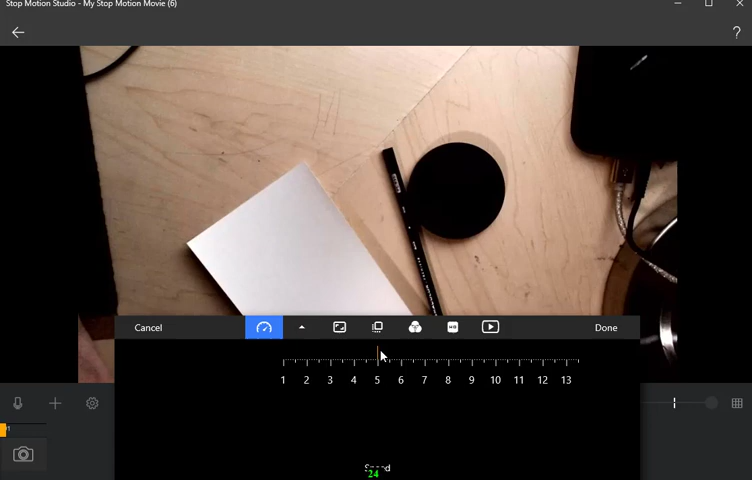 Stop Motion Studio - My Stop Motion Movie (6)
?
Cancel
HD
Done
1 2 3 4 5 6 7 8 9 10 11 12 13
24